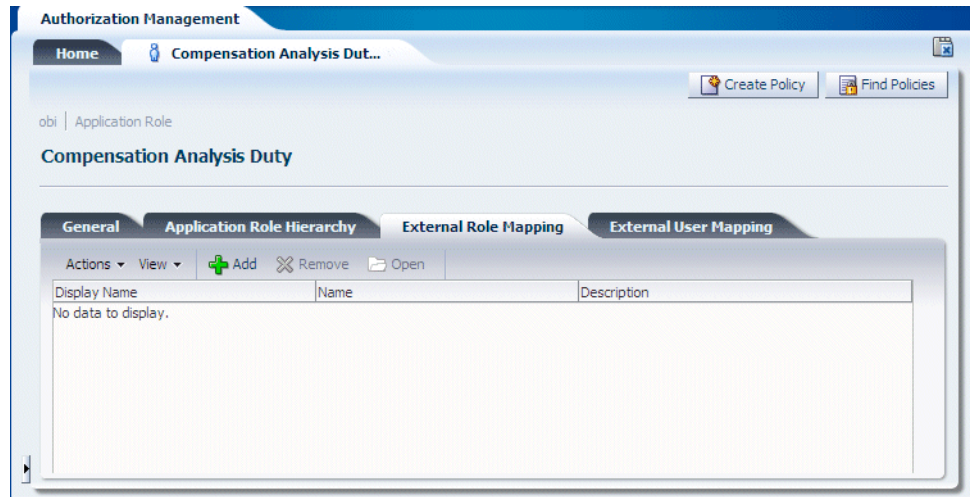 Authorization Management
Home Compensation Analysis Dut...
Create Policy Find Policies
obi | Application Role
Compensation Analysis Duty
General Application Role Hierarchy External Role Mapping External User Mapping
Actions View Add Remove Open
Display Name Name Description
No data to display.